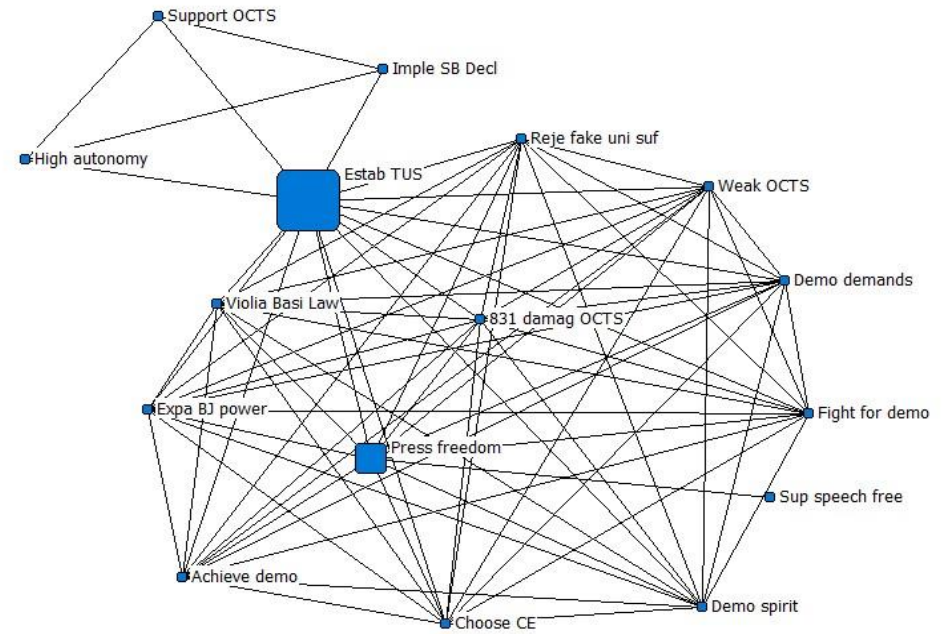 Support OCTS
Imple SB Decl
Reje fake uni suf
High autonomy
Estab TUS
Weak OCTS
Demo demands
Violia Basi Law
831 damag OCTS
Expa BJ power
Fight for demo
Press freedom
Sup speech free
Achieve demo
Demo spirit
Choose CE